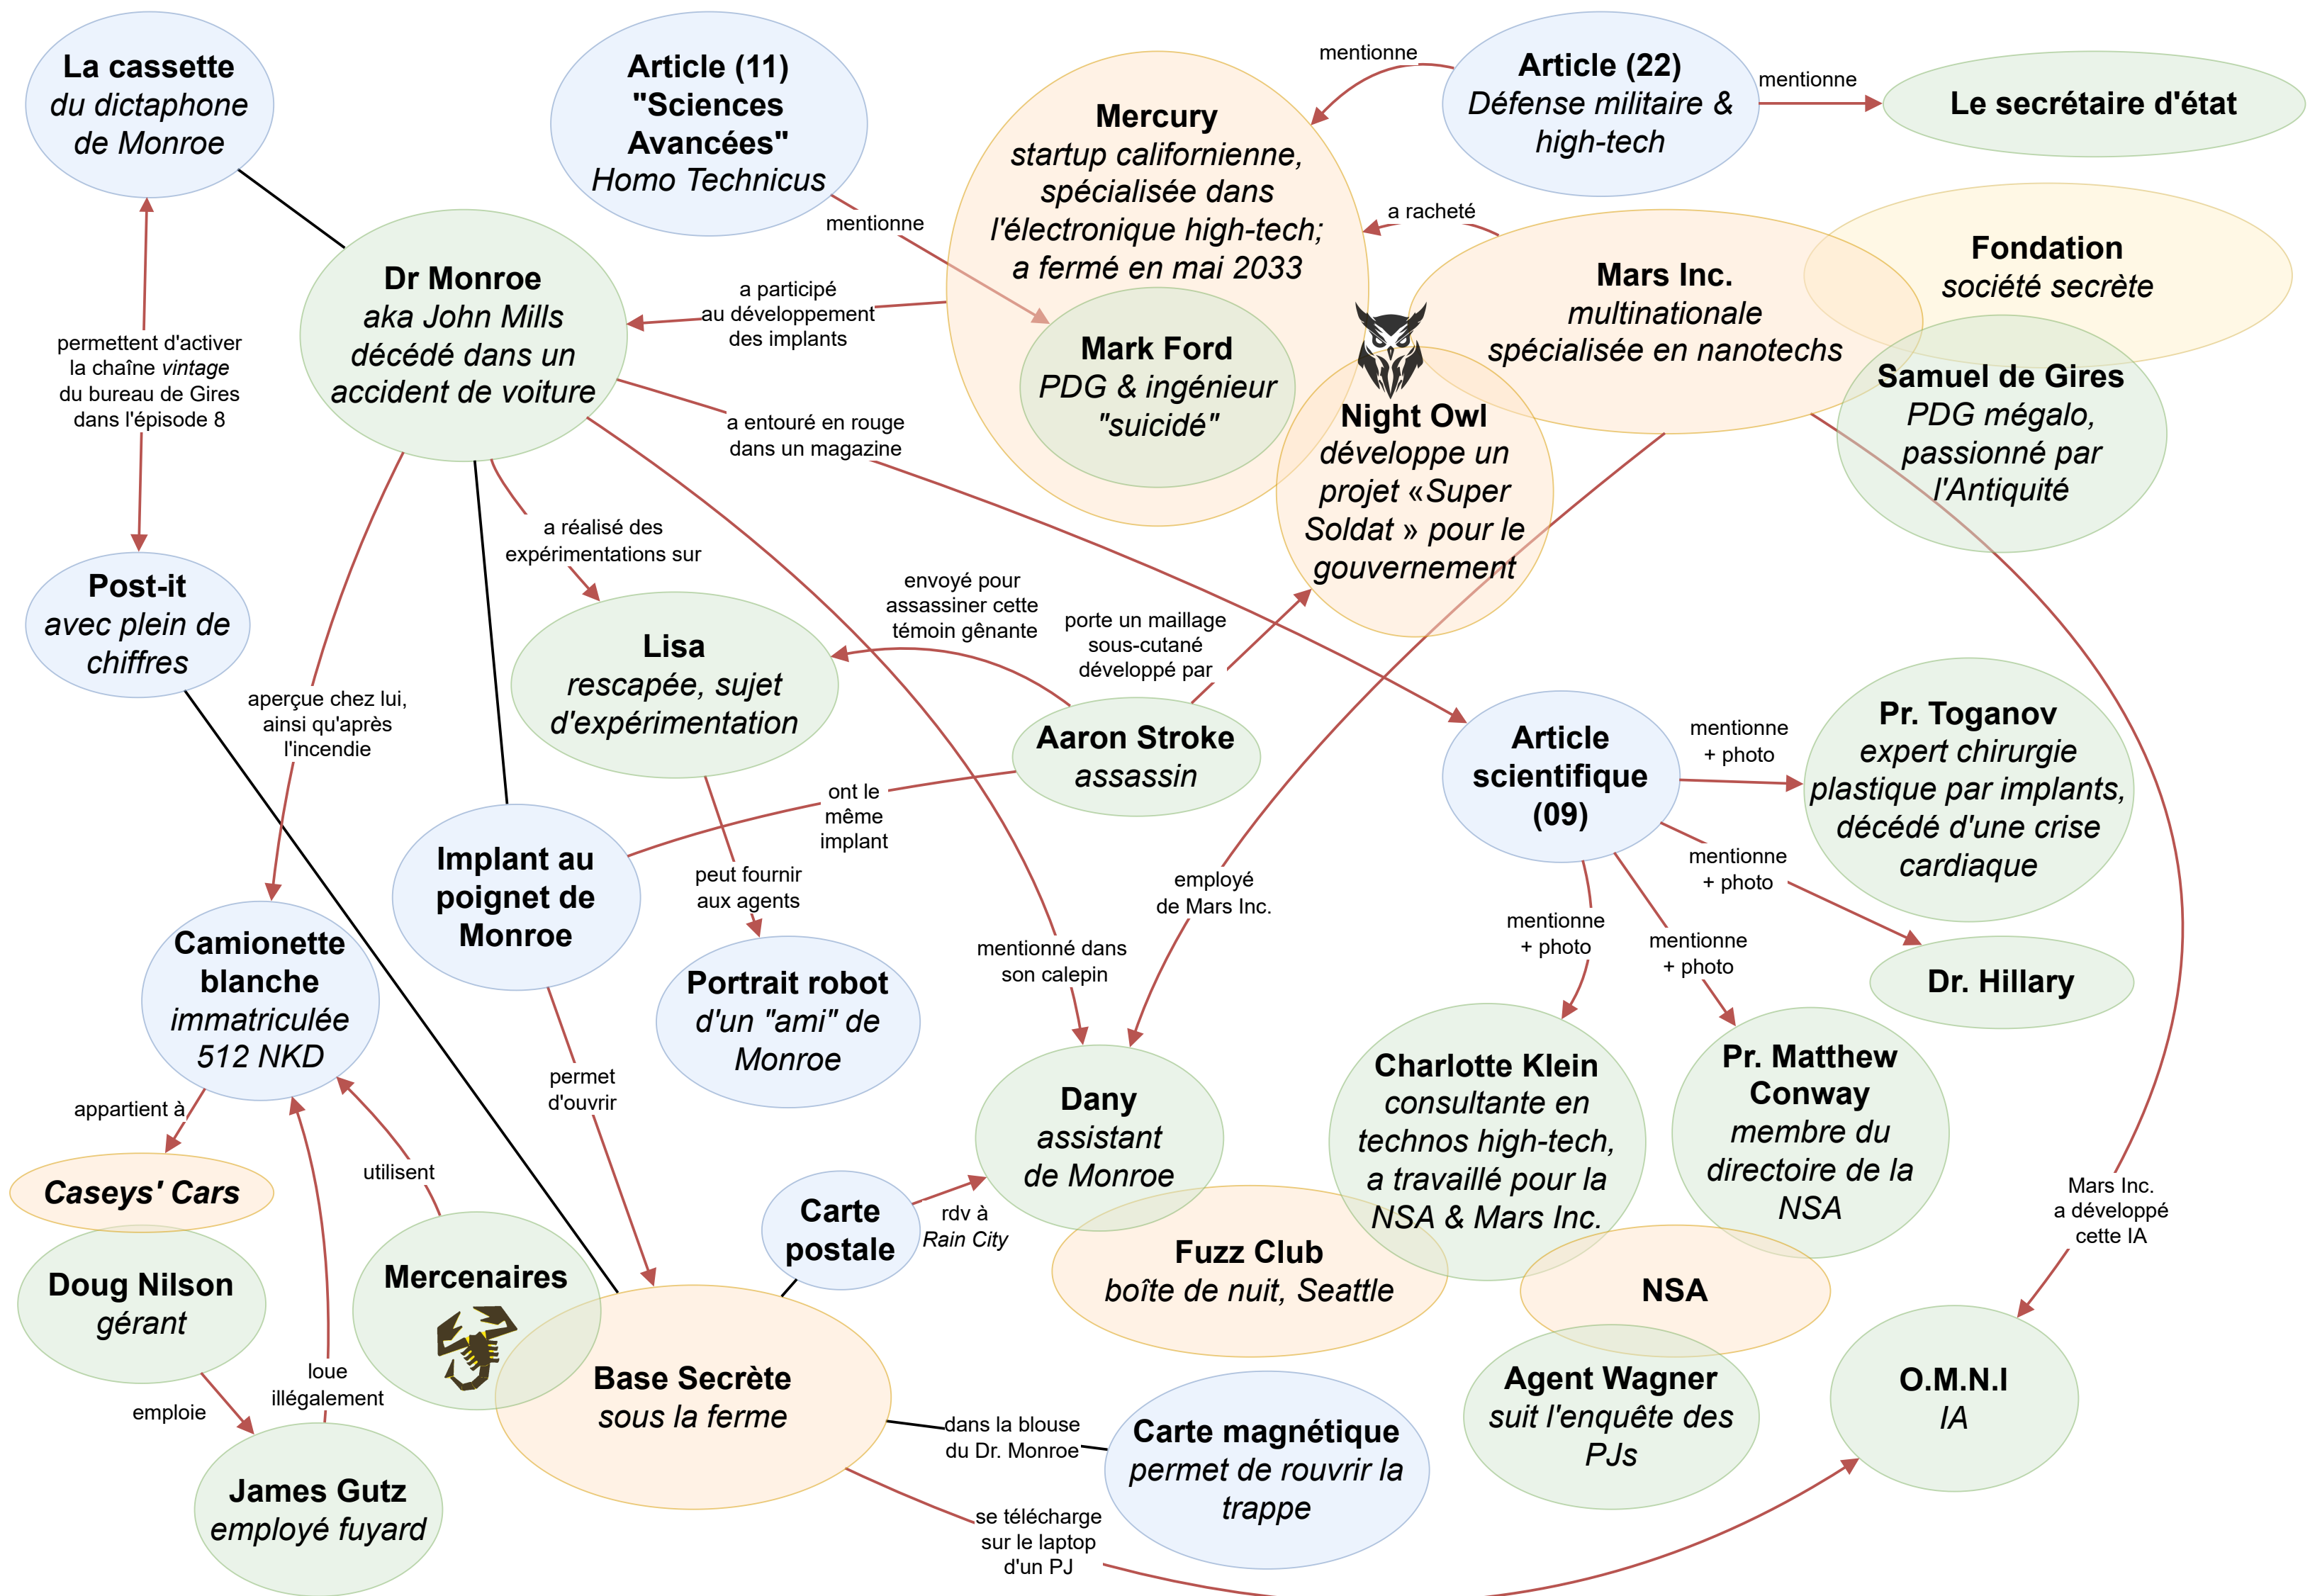 La cassette
du dictaphone
de Monroe
Article (11)
"Sciences
Avancées"
Homo Technicus
mentionne
Article (22)
Défense militaire &
high-tech
mentionne
Le secrétaire d'état
Mercury
startup californienne,
spécialisée dans
l'électronique high-tech;
a fermé en mai 2033
mentionne
a racheté
Fondation
société secrète
Mars Inc.
multinationale
spécialisée en nanotechs
Dr Monroe
aka John Mills
décédé dans un
accident de voiture
a participé
au développement
des implants
Mark Ford
PDG & ingénieur
"suicidé"
Samuel de Gires
PDG mégalo,
passionné par
l'Antiquité
permettent d'activer
la chaîne vintage
du bureau de Gires
dans l'épisode 8
a entouré en rouge
dans un magazine
Night Owl
développe un
projet «Super
Soldat » pour le
gouvernement
a réalisé des
expérimentations sur
Post-it
avec plein de
chiffres
envoyé pour
assassiner cette
témoin gênante
porte un maillage
sous-cutané
développé par
Lisa
rescapée, sujet
d'expérimentation
aperçue chez lui,
ainsi qu'après
l'incendie
Aaron Stroke
assassin
Article
scientifique
(09)
mentionne
+ photo
Pr. Toganov
expert chirurgie
plastique par implants,
décédé d'une crise
cardiaque
ont le
même
implant
Implant au
poignet de
Monroe
peut fournir
aux agents
employé
de Mars Inc.
mentionne
+ photo
mentionne
+ photo
mentionne
+ photo
Camionette
blanche
immatriculée
512 NKD
Portrait robot
d'un "ami" de
Monroe
mentionné dans
son calepin
Dr. Hillary
permet
d'ouvrir
Dany
assistant
de Monroe
Charlotte Klein
consultante en
technos high-tech,
a travaillé pour la
NSA & Mars Inc.
Pr. Matthew
Conway
membre du
directoire de la
NSA
appartient à
Caseys' Cars
utilisent
Carte
postale
rdv à
Rain City
Mars Inc.
a développé
cette IA
Doug Nilson
gérant
Mercenaires
Fuzz Club
boîte de nuit, Seattle
NSA
emploie
loue
illégalement
Base Secrète
sous la ferme
Agent Wagner
suit l'enquête des
PJs
O.M.N.I
IA
dans la blouse
du Dr. Monroe
Carte magnétique
permet de rouvrir la
trappe
James Gutz
employé fuyard
se télécharge
sur le laptop
d'un PJ